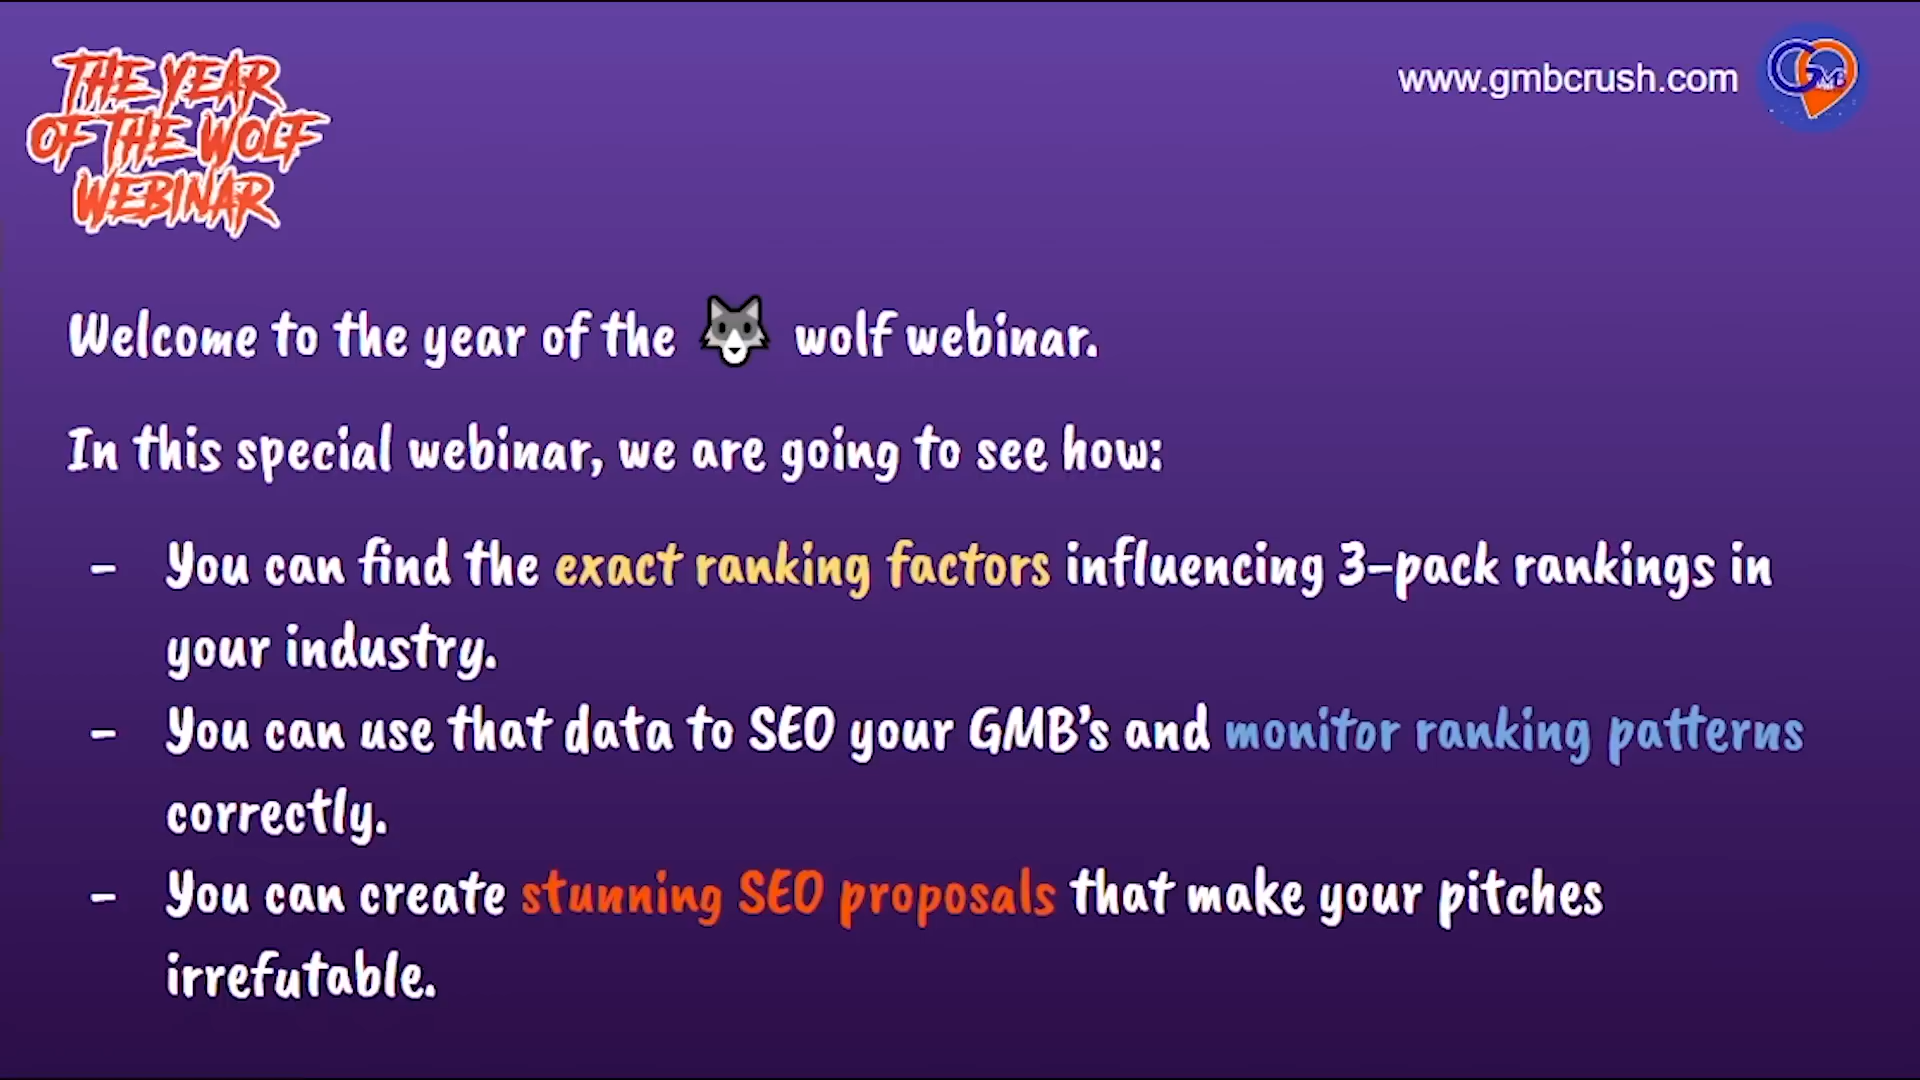 THE YEAR
OF THE WOLF
WEBINAR
www.gmbcrush.com
GMB
Welcome to the year of the 🐺 wolf webinar.
In this special webinar, we are going to see how:
- You can find the exact ranking factors influencing 3-pack rankings in
your industry.
- You can use that data to SEO your GMB's and monitor ranking patterns
correctly.
- You can create stunning SEO proposals that make your pitches
irrefutable.